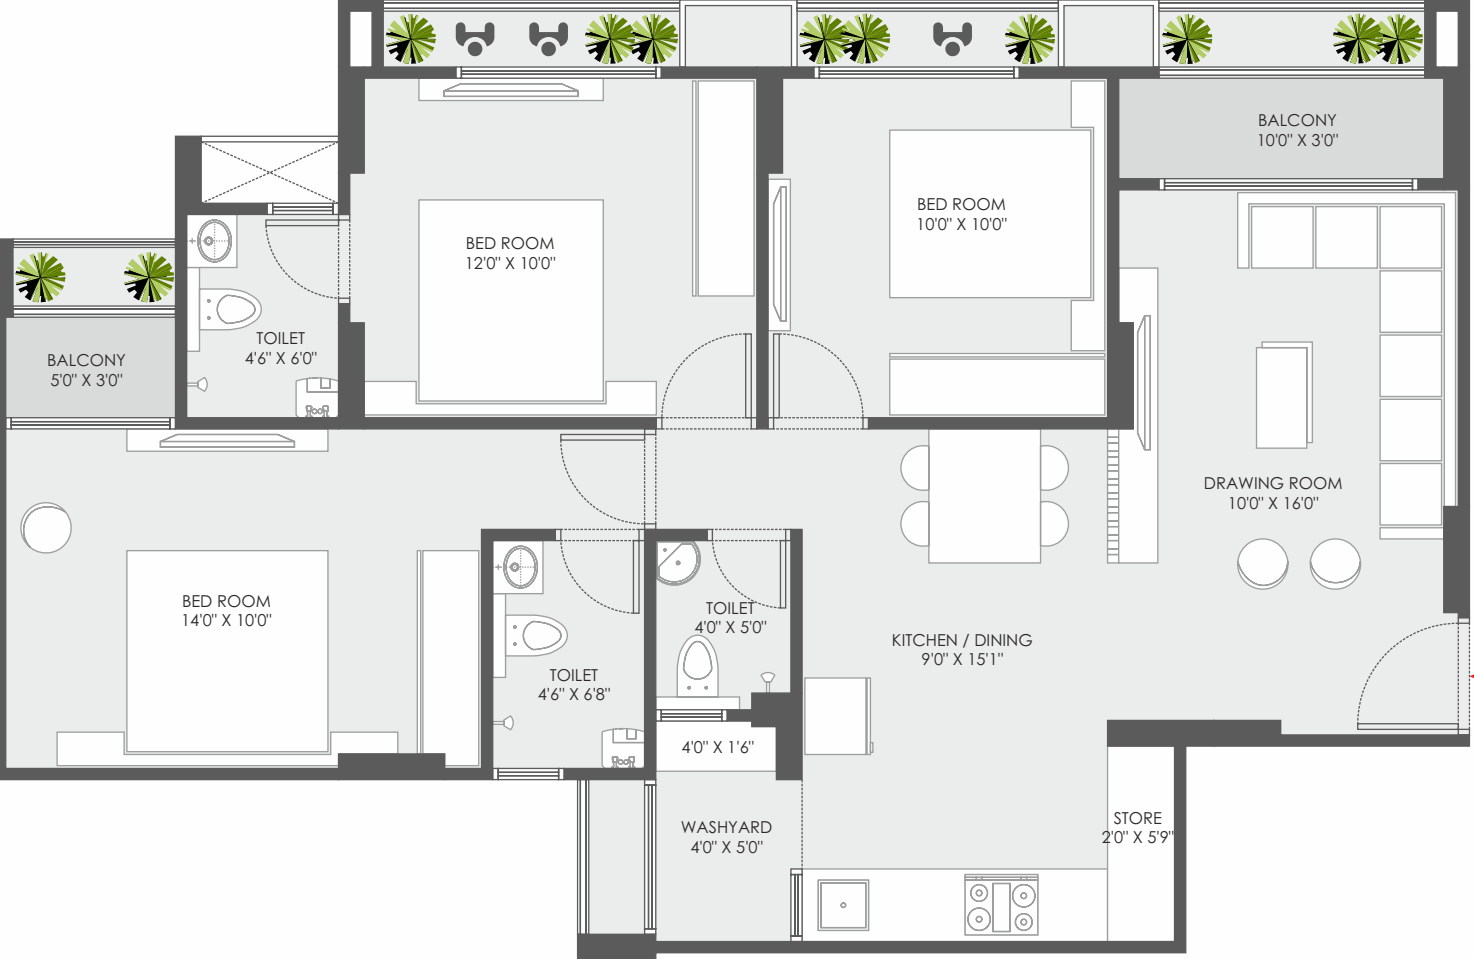 BALCONY
10'0" X 3'0"
BED ROOM
10'0" X 10'0"
BED ROOM
12'0" X 10'0"
TOILET
4'6" X 6'0"
BALCONY
5'0" X 3'0"
DRAWING ROOM
10'0" X 16'0"
BED ROOM
14'0" X 10'0"
TOILET
4'0" X 5'0"
KITCHEN / DINING
9'0" X 15'1"
TOILET
4'6" X 6'8"
4'0" X 1'6"
WASHYARD
4'0" X 5'0"
STORE
2'0" X 5'9"